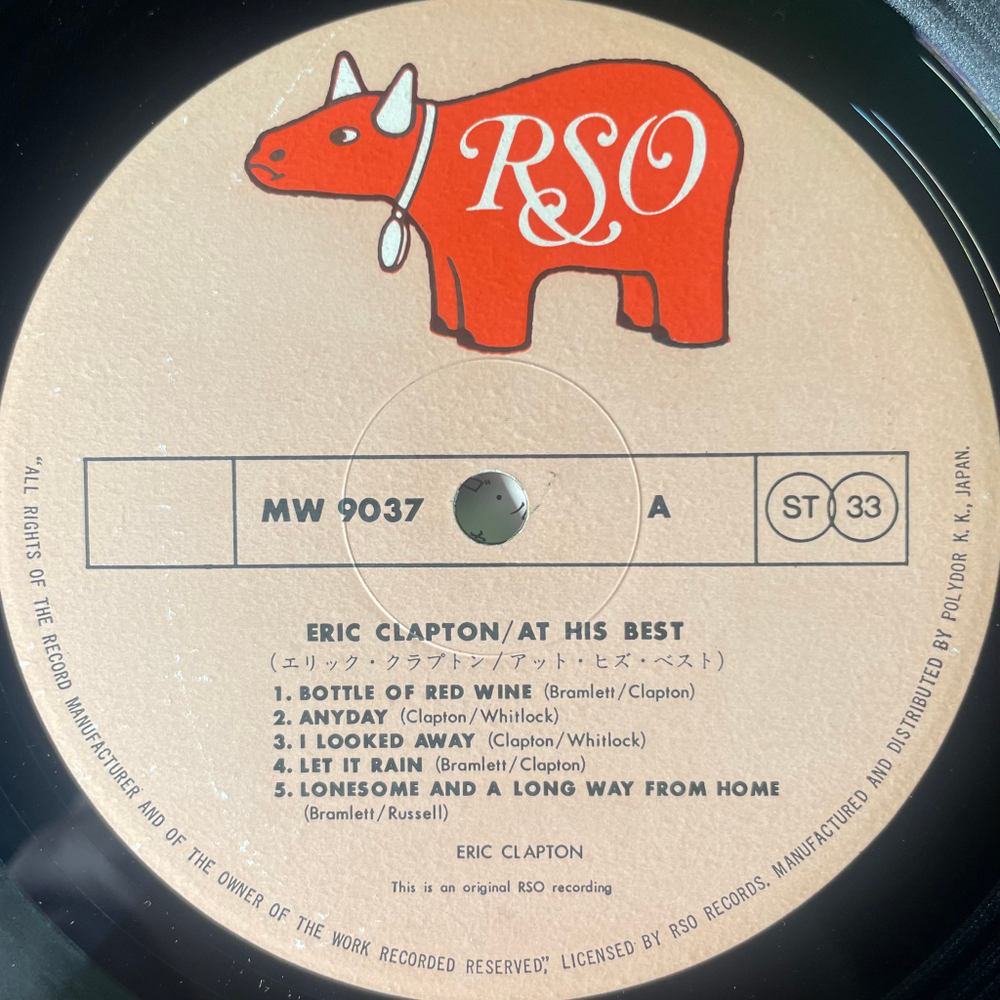 RSO
MW 9037
A
ST 33
ERIC CLAPTON/AT HIS BEST
(エリック・クラプトン/アット・ヒズ・ベスト)
1. BOTTLE OF RED WINE (Bramlett/Clapton)
2. ANYDAY (Clapton/Whitlock)
3. I LOOKED AWAY (Clapton/Whitlock)
4. LET IT RAIN (Bramlett/Clapton)
5. LONESOME AND A LONG WAY FROM HOME
(Bramlett/Russell)
ERIC CLAPTON
This is an original RSO recording
"ALL RIGHTS OF THE RECORD MANUFACTURER AND OF THE OWNER OF THE WORK RECORDED RESERVED", LICENSED BY RSO RECORDS. MANUFACTURED AND DISTRIBUTED BY POLYDOR K. K., JAPAN.